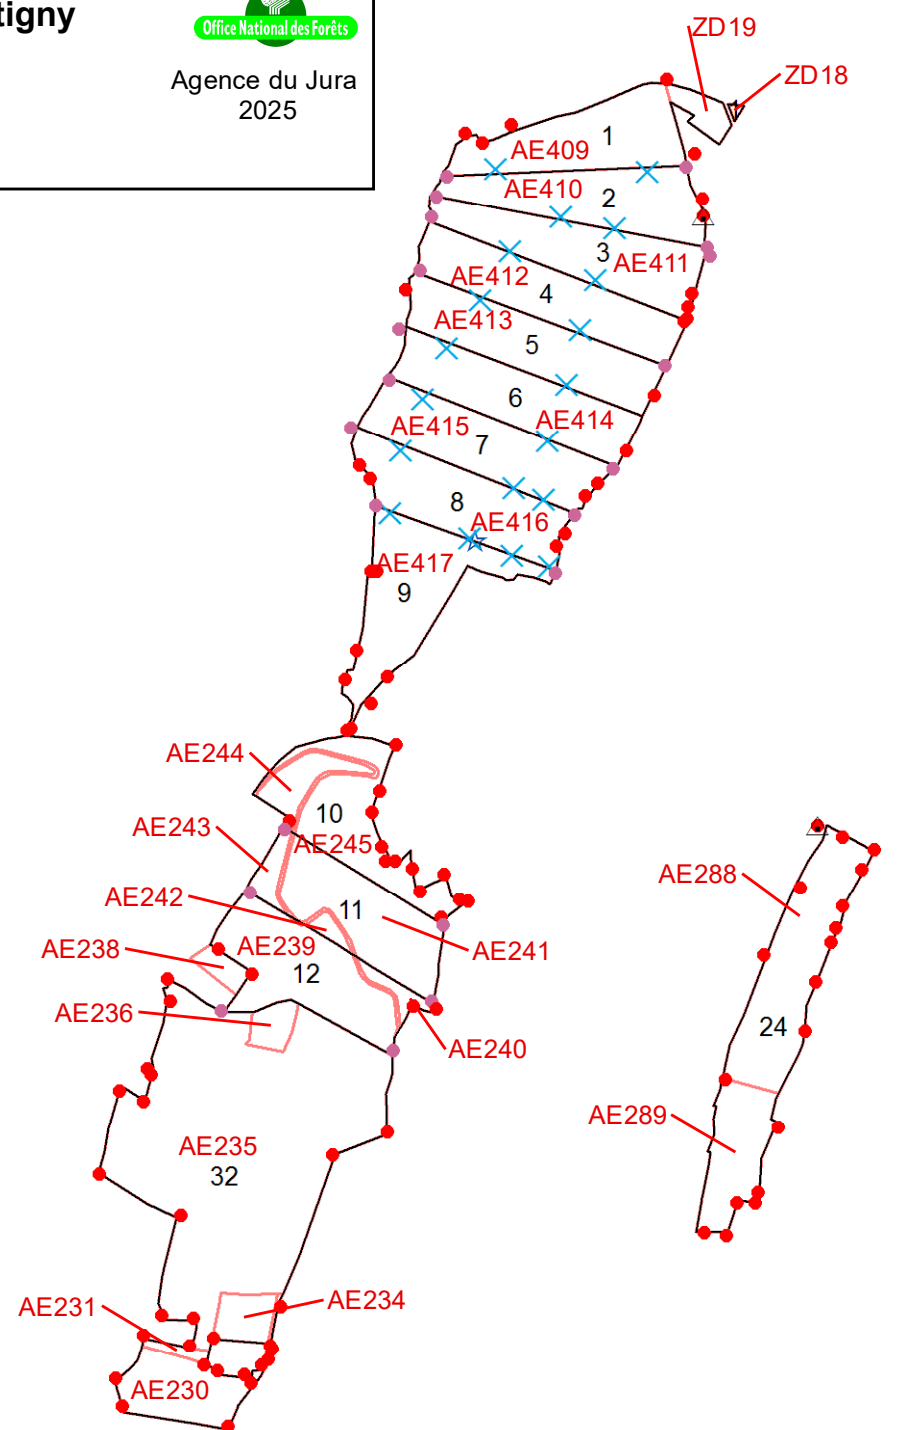 tigny
Office National des Forêts
Agence du Jura
2025
ZD19
ZD18
1
AE409
AE410
2
3
AE411
AE412
4
AE413
5
6
AE414
AE415
7
8
AE416
AE417
9
AE244
10
AE243
AE245
AE242
11
AE241
AE238
AE239
12
AE236
AE240
AE235
32
AE234
AE231
AE230
AE288
24
AE289